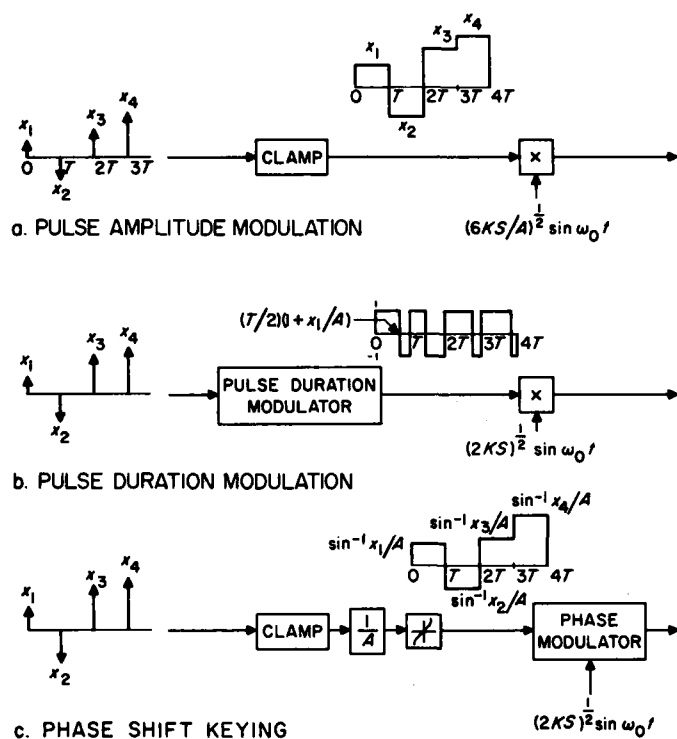 x₁ x₂ x₃ x₄
0 T 2T 3T
x₁ x₂ x₃ x₄
0 T 2T 3T 4T
CLAMP
×
(6KS/A)^½ sin ω₀t
a. PULSE AMPLITUDE MODULATION
x₁ x₂ x₃ x₄
(T/2)(1 + x₁/A)
1
0 T 2T 3T 4T
-1
PULSE DURATION
MODULATOR
×
(2KS)^½ sin ω₀t
b. PULSE DURATION MODULATION
x₁ x₂ x₃ x₄
sin⁻¹ x₁/A
sin⁻¹ x₂/A
sin⁻¹ x₃/A
sin⁻¹ x₄/A
0 T 2T 3T 4T
CLAMP
1/A
PHASE
MODULATOR
(2KS)^½ sin ω₀t
c. PHASE SHIFT KEYING